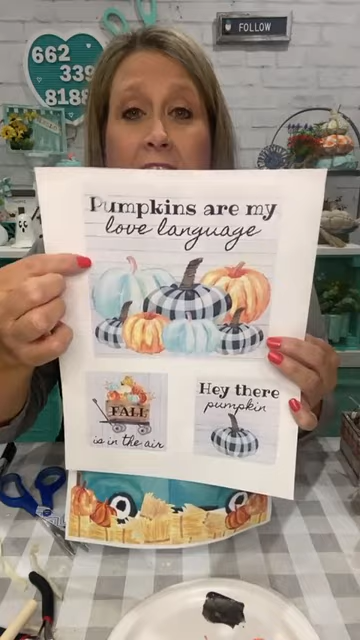 662
339
8188
FOLLOW
Pumpkins are my
love language
FALL
is in the air
Hey there
pumpkin